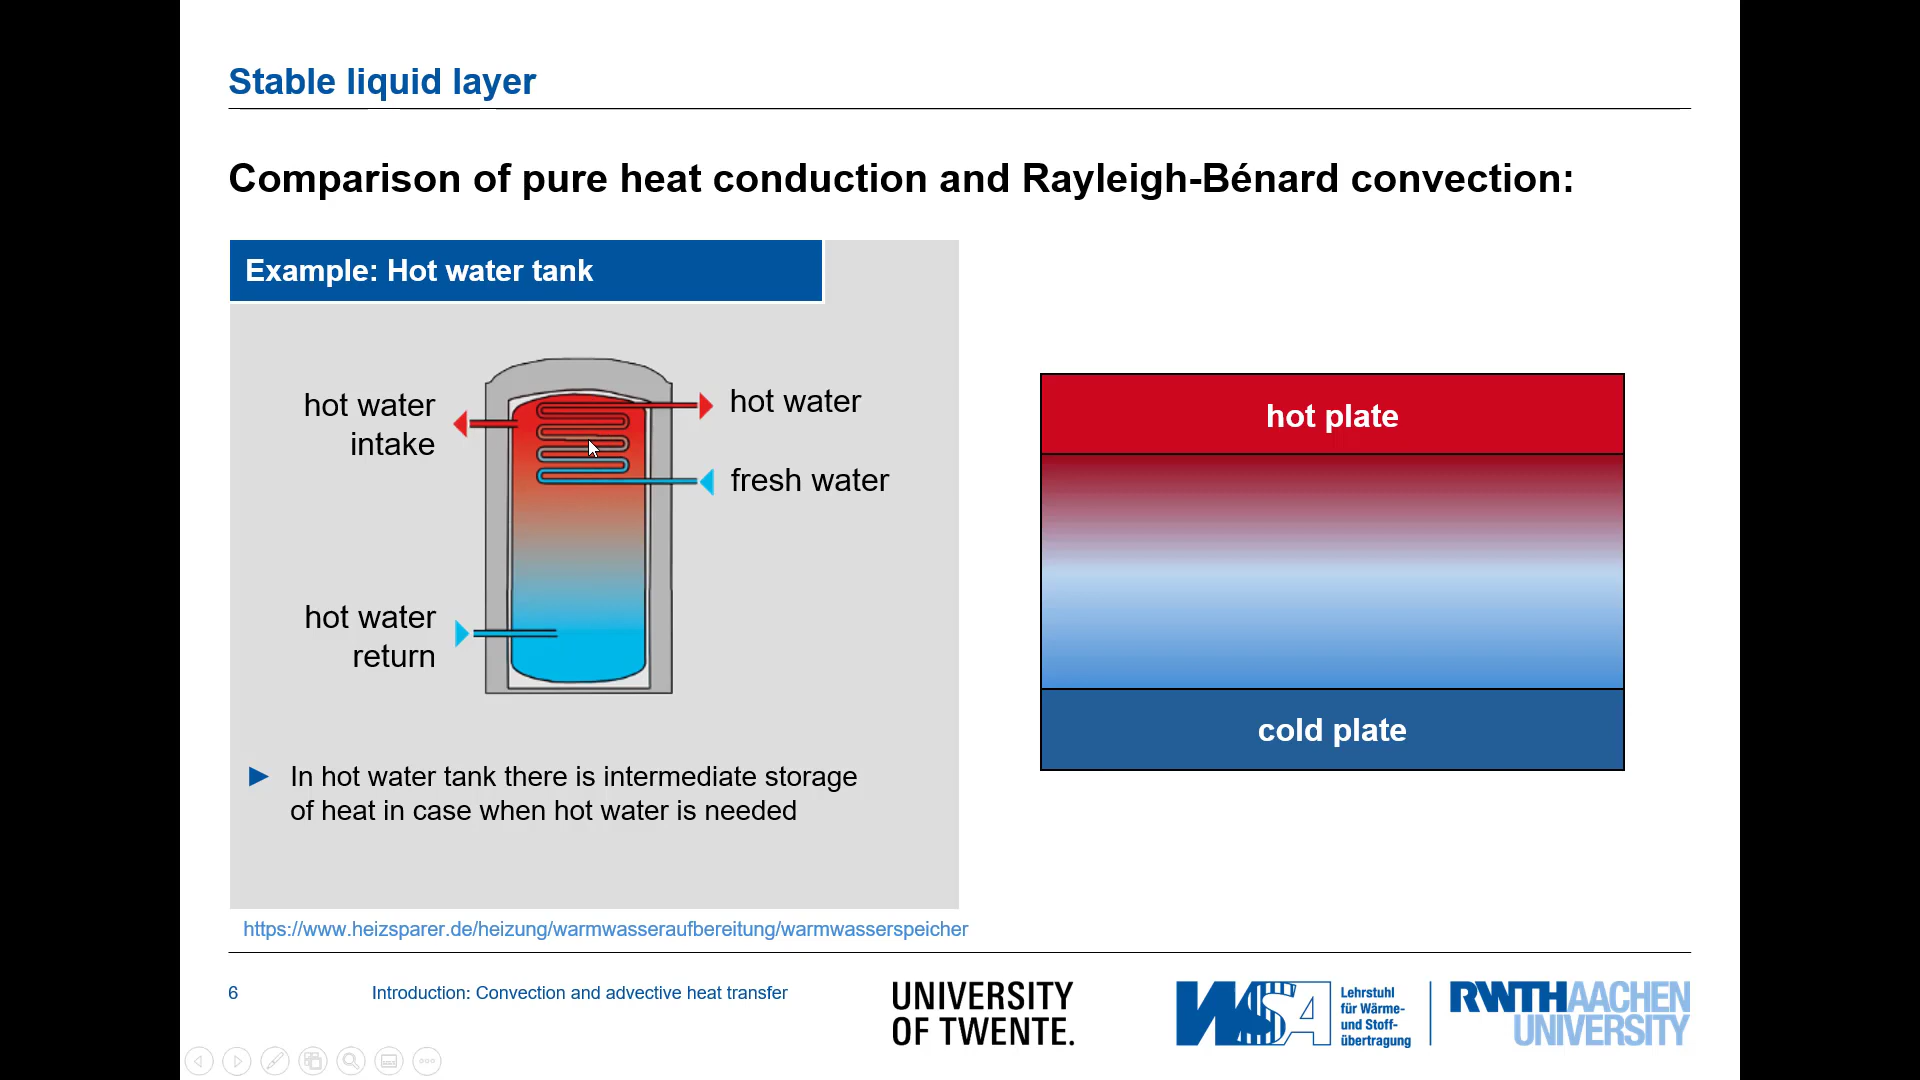 Stable liquid layer
Comparison of pure heat conduction and Rayleigh-Bénard convection:
Example: Hot water tank
hot water
intake
hot water
fresh water
hot water
return
hot plate
cold plate
► In hot water tank there is intermediate storage
of heat in case when hot water is needed
https://www.heizsparer.de/heizung/warmwasseraufbereitung/warmwasserspeicher
6
Introduction: Convection and advective heat transfer
UNIVERSITY
OF TWENTE.
WSA
Lehrstuhl
für Wärme-
und Stoff-
übertragung
RWTH AACHEN
UNIVERSITY